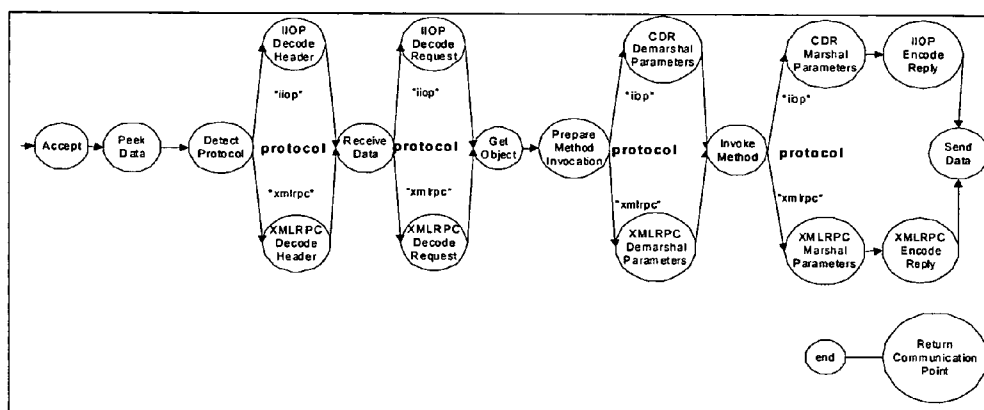 Accept
Peek
Data
Detect
Protocol
IIOP
Decode
Header
"iiop"
protocol
"xmlrpc"
XMLRPC
Decode
Header
Receive
Data
IIOP
Decode
Request
"iiop"
protocol
"xmlrpc"
XMLRPC
Decode
Request
Get
Object
Prepare
Method
Invocation
CDR
Demarshal
Parameters
"iiop"
protocol
"xmlrpc"
XMLRPC
Demarshal
Parameters
Invoke
Method
CDR
Marshal
Parameters
"iiop"
protocol
"xmlrpc"
XMLRPC
Marshal
Parameters
IIOP
Encode
Reply
XMLRPC
Encode
Reply
Send
Data
end
Return
Communication
Point